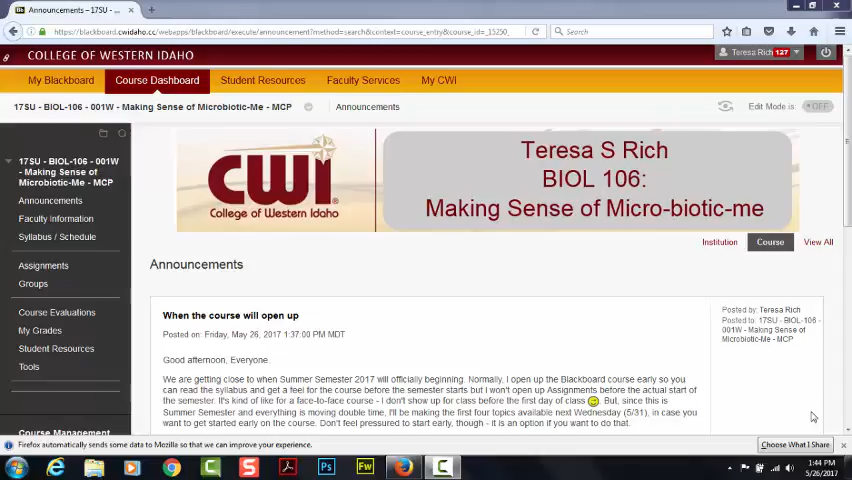 Announcements – 17SU -
https://blackboard.cwidaho.cc/webapps/blackboard/execute/announcement?method=search&context=course_entry&course_id=_15250_
Search
COLLEGE OF WESTERN IDAHO
Teresa Rich 127
My Blackboard
Course Dashboard
Student Resources
Faculty Services
My CWI
17SU - BIOL-106 - 001W - Making Sense of Microbiotic-Me - MCP
Announcements
Edit Mode is: OFF
17SU - BIOL-106 - 001W
- Making Sense of
Microbiotic-Me - MCP
Announcements
Faculty Information
Syllabus / Schedule
Assignments
Groups
Course Evaluations
My Grades
Student Resources
Tools
Course Management
CWI
College of Western Idaho
Teresa S Rich
BIOL 106:
Making Sense of Micro-biotic-me
Institution
Course
View All
Announcements
When the course will open up
Posted on: Friday, May 26, 2017 1:37:00 PM MDT
Good afternoon, Everyone.
We are getting close to when Summer Semester 2017 will officially beginning. Normally, I open up the Blackboard course early so you
can read the syllabus and get a feel for the course before the semester starts but I won't open up Assignments before the actual start of
the semester. It's kind of like for a face-to-face course - I don't show up for class before the first day of class But, since this is
Summer Semester and everything is moving double time, I'll be making the first four topics available next Wednesday (5/31), in case you
want to get started early on the course. Don't feel pressured to start early, though - it is an option if you want to do that.
Posted by: Teresa Rich
Posted to: 17SU - BIOL-106 -
001W - Making Sense of
Microbiotic-Me - MCP
Firefox automatically sends some data to Mozilla so that we can improve your experience.
Choose What I Share
1:44 PM
5/26/2017